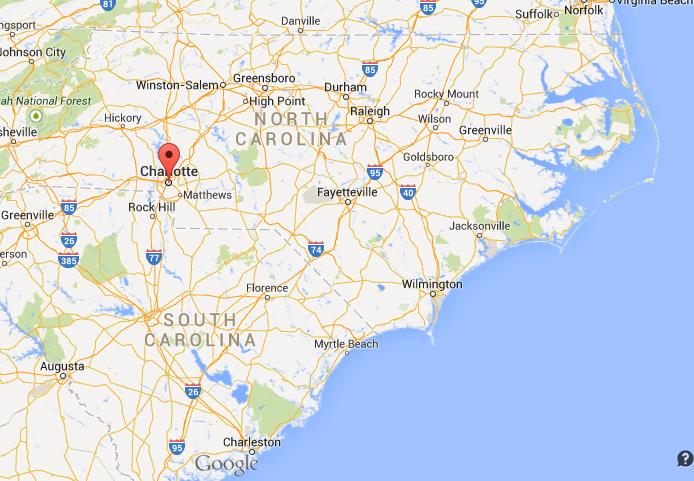 81
85
95
Virginia Beach
Norfolk
Suffolk
Danville
ngsport
Johnson City
Winston-Salem
Greensboro
85
Durham
Rocky Mount
ah National Forest
High Point
Raleigh
Hickory
NORTH
CAROLINA
Wilson
Greenville
sheville
Goldsboro
Charlotte
95
40
Matthews
Fayetteville
85
Rock Hill
Greenville
Jacksonville
26
74
385
77
erson
Florence
Wilmington
SOUTH
CAROLINA
Myrtle Beach
Augusta
26
Charleston
95
Google
?